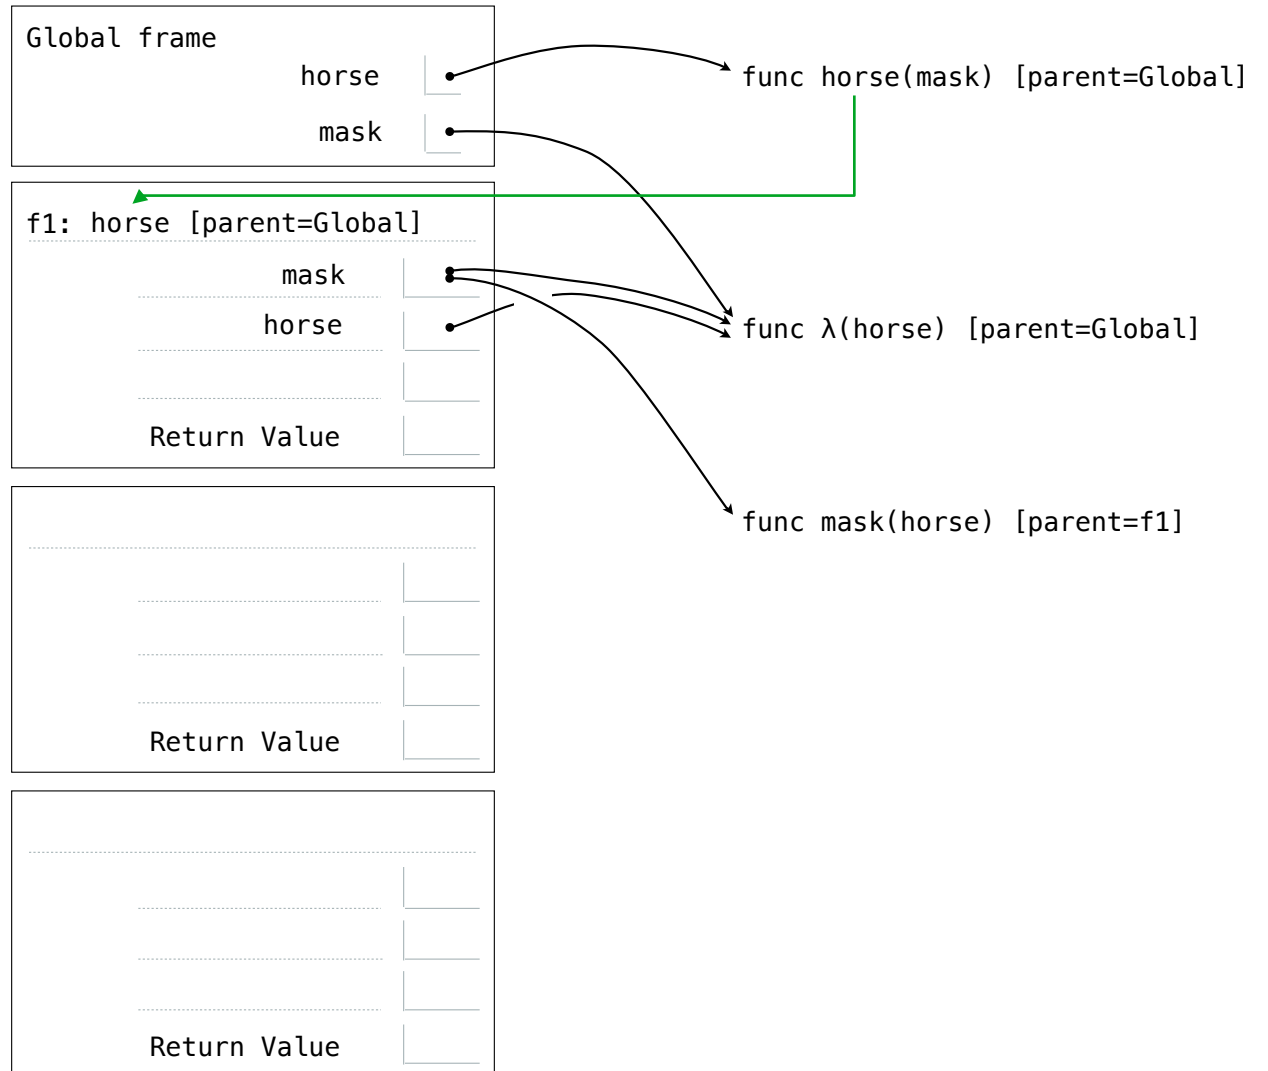 Global frame
horse
func horse(mask) [parent=Global]
mask
f1: horse [parent=Global]
mask
horse
func λ(horse) [parent=Global]
Return Value
func mask(horse) [parent=f1]
Return Value
Return Value